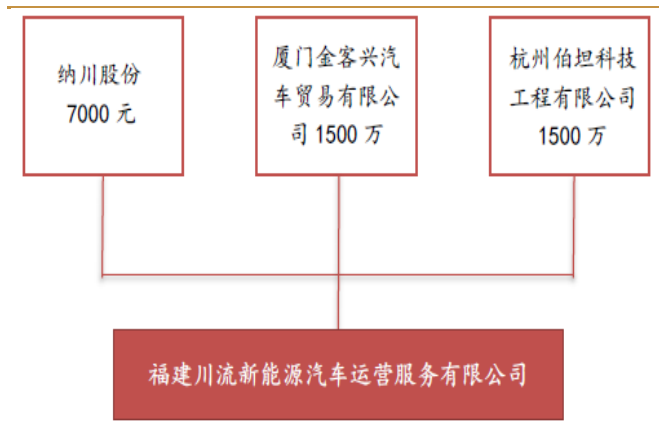 纳川股份
7000 元
厦门金客兴汽
车贸易有限公
司 1500 万
杭州伯坦科技
工程有限公司
1500 万
福建川流新能源汽车运营服务有限公司